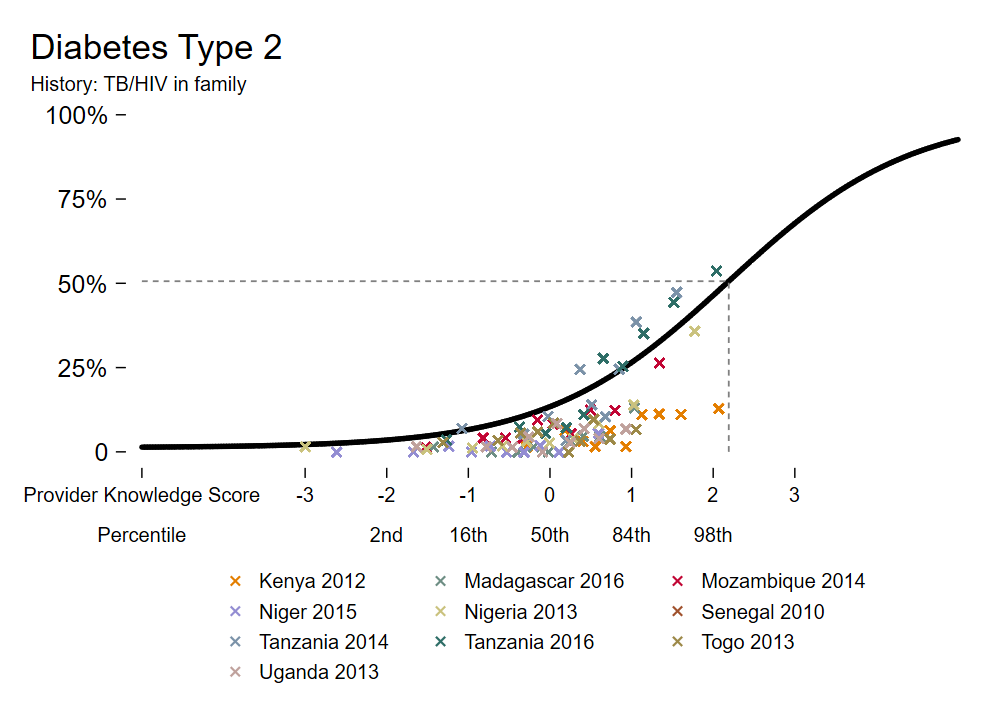 Diabetes Type 2
History: TB/HIV in family
100%
75%
50%
25%
0
Provider Knowledge Score -3 -2 -1 0 1 2 3
Percentile 2nd 16th 50th 84th 98th
Kenya 2012 Madagascar 2016 Mozambique 2014
Niger 2015 Nigeria 2013 Senegal 2010
Tanzania 2014 Tanzania 2016 Togo 2013
Uganda 2013